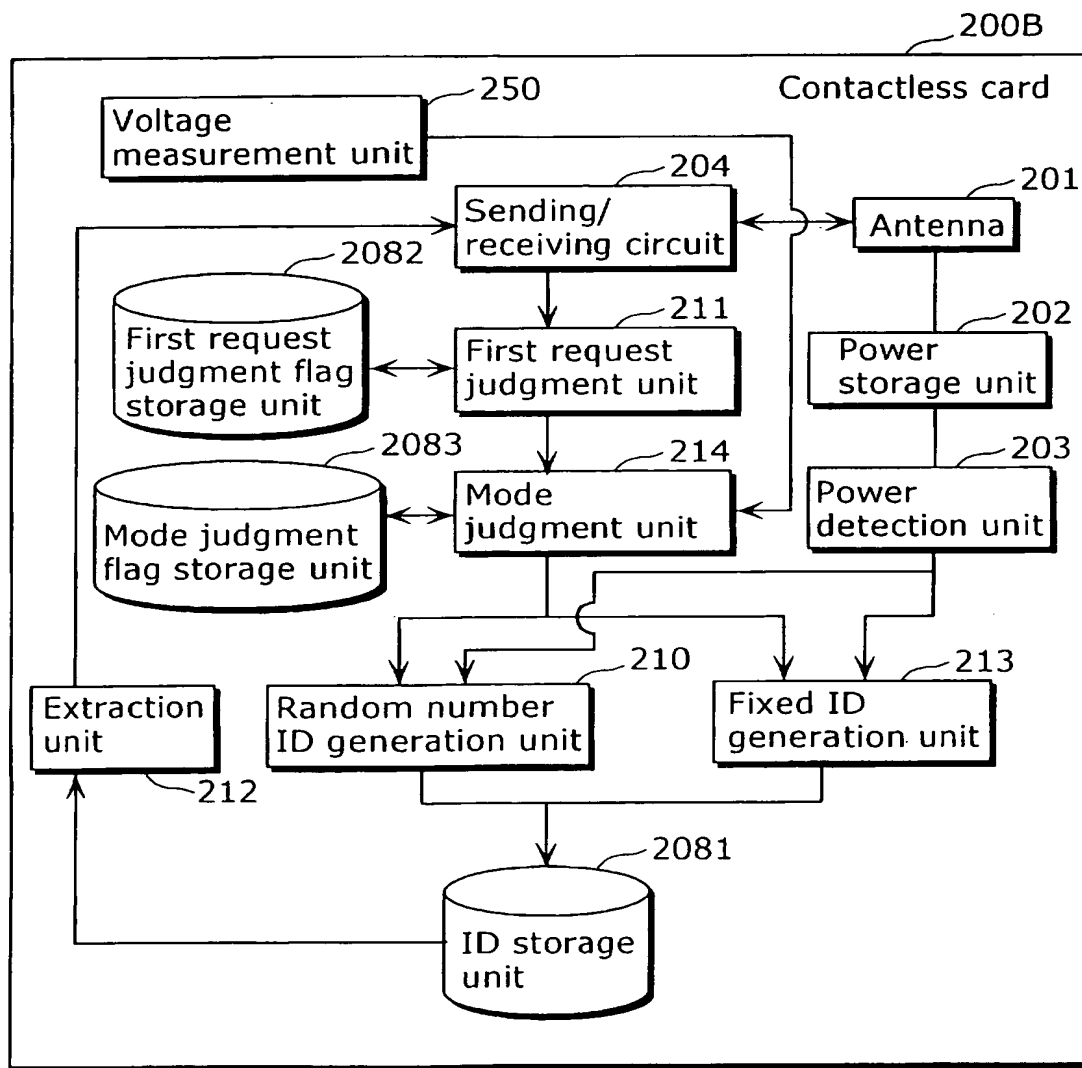 200B
Contactless card
250
Voltage
measurement unit
204
Sending/
receiving circuit
201
Antenna
2082
First request
judgment flag
storage unit
211
First request
judgment unit
202
Power
storage unit
2083
Mode judgment
flag storage unit
214
Mode
judgment unit
203
Power
detection unit
Extraction
unit
212
210
Random number
ID generation unit
213
Fixed ID
generation unit
2081
ID storage
unit